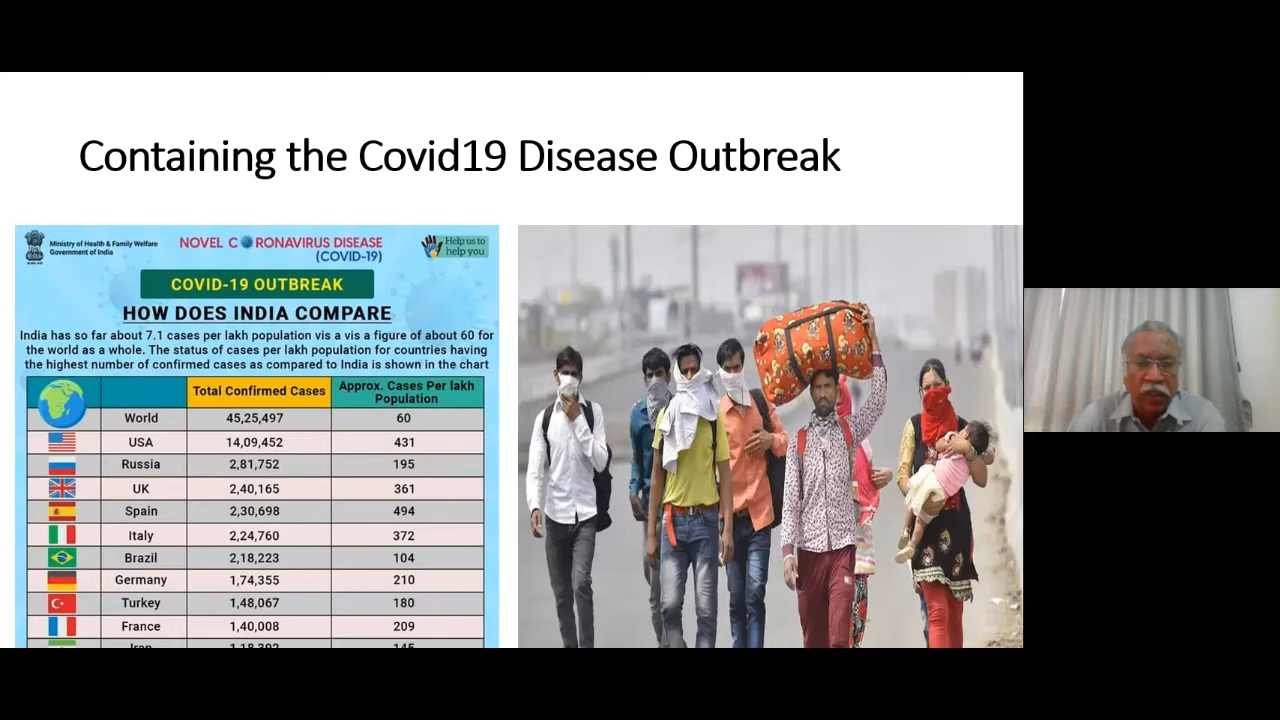 Containing the Covid19 Disease Outbreak
Ministry of Health & Family Welfare
Government of India
NOVEL CORONAVIRUS DISEASE
(COVID-19)
Help us to
help you
COVID-19 OUTBREAK
HOW DOES INDIA COMPARE
India has so far about 7.1 cases per lakh population vis a vis a figure of about 60 for
the world as a whole. The status of cases per lakh population for countries having
the highest number of confirmed cases as compared to India is shown in the chart
Total Confirmed Cases Approx. Cases Per lakh
Population
World 45,25,497 60
USA 14,09,452 431
Russia 2,81,752 195
UK 2,40,165 361
Spain 2,30,698 494
Italy 2,24,760 372
Brazil 2,18,223 104
Germany 1,74,355 210
Turkey 1,48,067 180
France 1,40,008 209
Iran 1,18,392 145